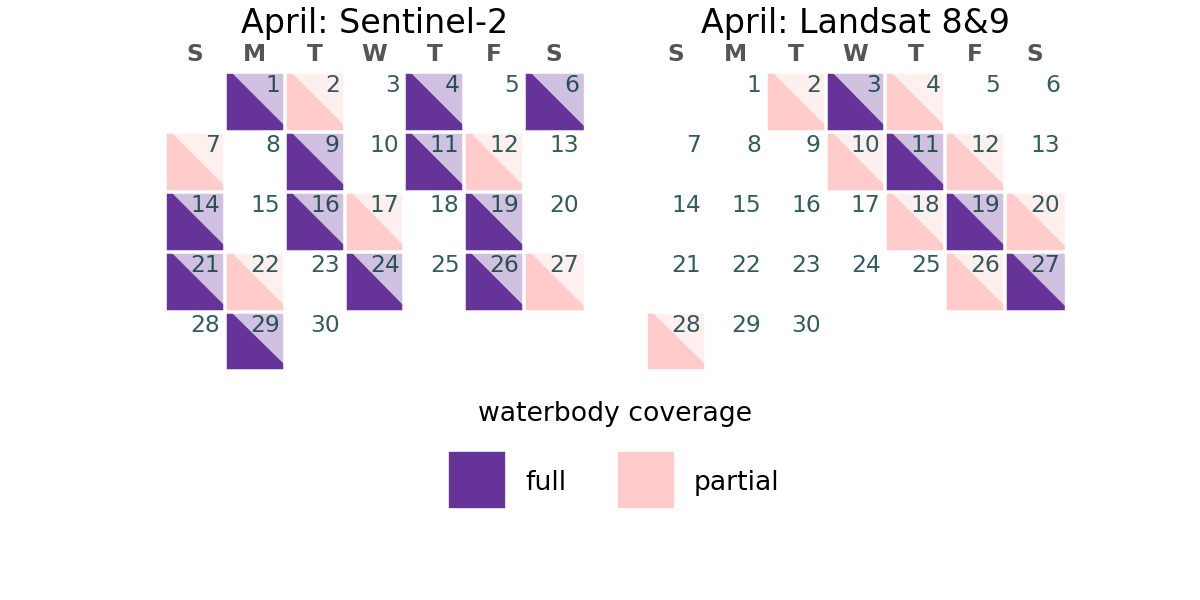 April: Sentinel-2
S M T W T F S
1 2 3 4 5 6
7 8 9 10 11 12 13
14 15 16 17 18 19 20
21 22 23 24 25 26 27
28 29 30
April: Landsat 8&9
S M T W T F S
1 2 3 4 5 6
7 8 9 10 11 12 13
14 15 16 17 18 19 20
21 22 23 24 25 26 27
28 29 30
waterbody coverage
full partial